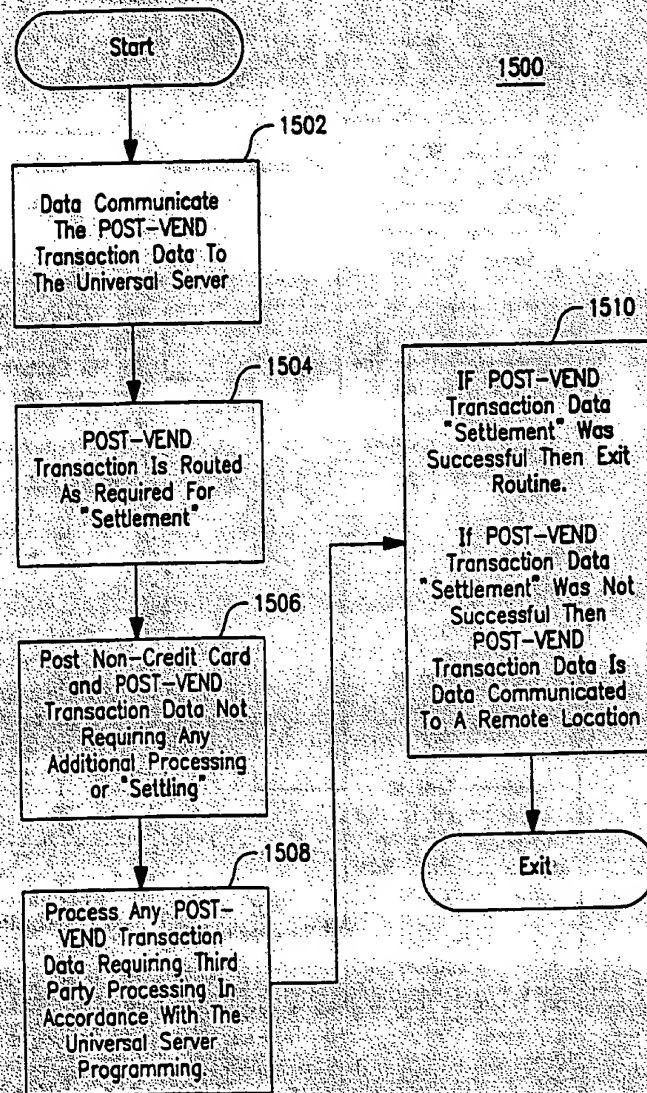 Start
1500
1502
Data Communicate
The POST-VEND
Transaction Data To
The Universal Server
1504
POST-VEND
Transaction Is Routed
As Required For
"Settlement"
1506
Post Non-Credit Card
and POST-VEND
Transaction Data Not
Requiring Any
Additional Processing
or "Settling"
1508
Process Any POST-
VEND Transaction
Data Requiring Third
Party Processing In
Accordance With The
Universal Server
Programming
1510
IF POST-VEND
Transaction Data
"Settlement" Was
Successful Then Exit
Routine.
If POST-VEND
Transaction Data
"Settlement" Was Not
Successful Then
POST-VEND
Transaction Data Is
Data Communicated
To A Remote Location
Exit